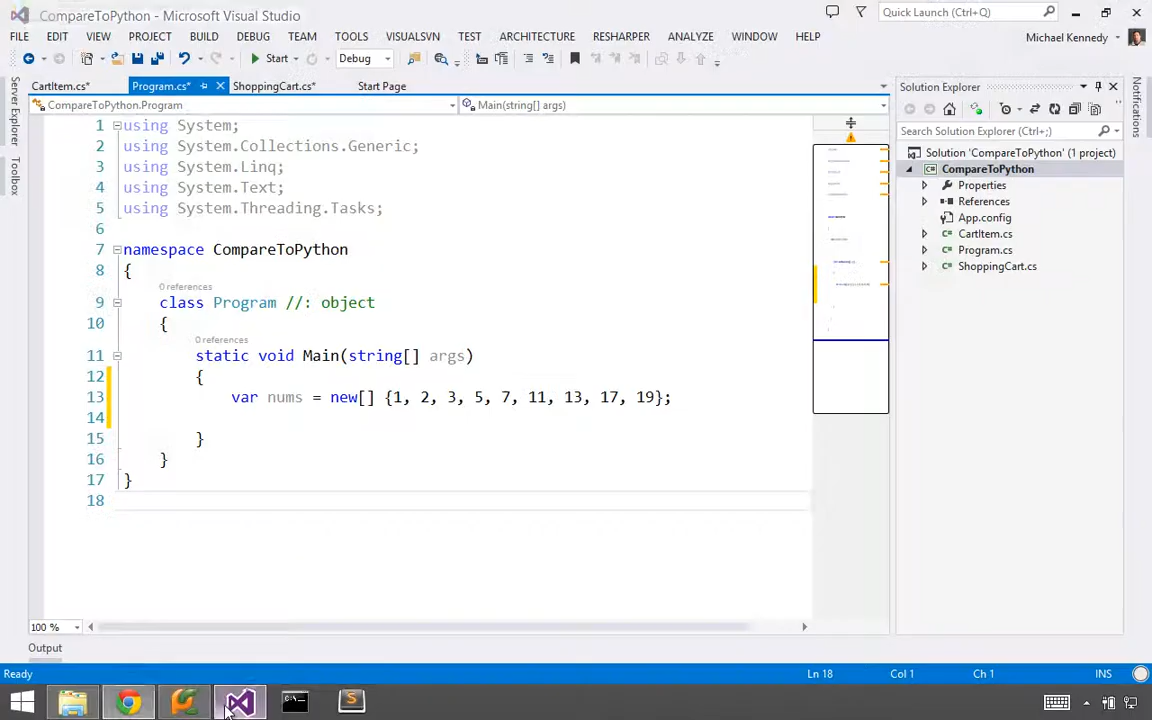 CompareToPython - Microsoft Visual Studio
Quick Launch (Ctrl+Q)
FILE EDIT VIEW PROJECT BUILD DEBUG TEAM TOOLS VISUALSVN TEST ARCHITECTURE RESHARPER ANALYZE WINDOW HELP
Michael Kennedy
Start Debug
CartItem.cs* Program.cs* ShoppingCart.cs* Start Page
CompareToPython.Program Main(string[] args)
1 using System;
2 using System.Collections.Generic;
3 using System.Linq;
4 using System.Text;
5 using System.Threading.Tasks;
6
7 namespace CompareToPython
8 {
0 references
9 class Program //: object
10 {
0 references
11 static void Main(string[] args)
12 {
13 var nums = new[] {1, 2, 3, 5, 7, 11, 13, 17, 19};
14
15 }
16 }
17 }
18
100 %
Output
Server Explorer
Toolbox
Solution Explorer
Search Solution Explorer (Ctrl+;)
Solution 'CompareToPython' (1 project)
CompareToPython
Properties
References
App.config
CartItem.cs
Program.cs
ShoppingCart.cs
Notifications
Ready Ln 18 Col 1 Ch 1 INS